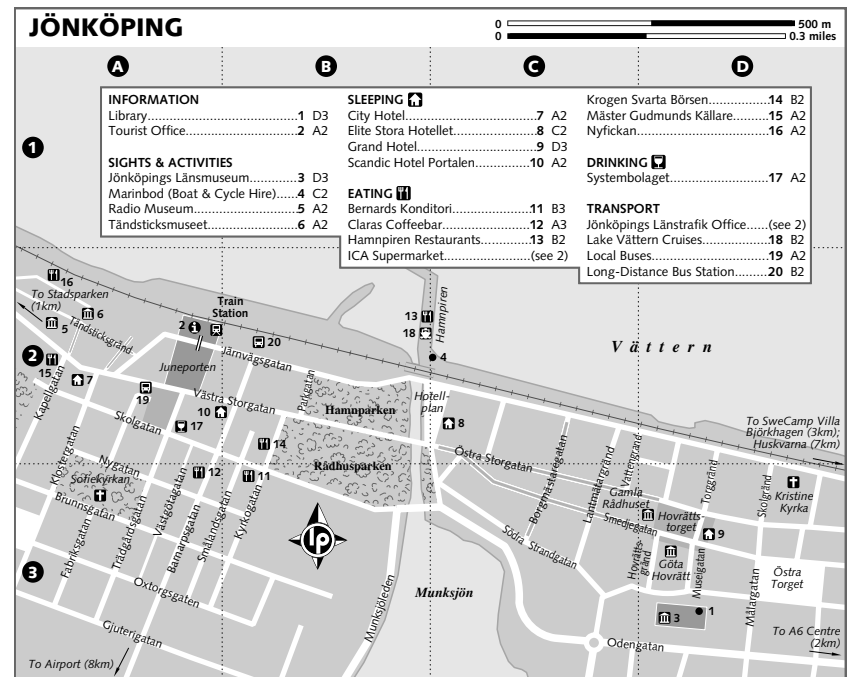 JÖNKÖPING
0 500 m
0 0.3 miles
A B C D
1
INFORMATION
Library....................................1 D3
Tourist Office.........................2 A2
SIGHTS & ACTIVITIES
Jönköpings Länsmuseum..........3 D3
Marinbod (Boat & Cycle Hire)....4 C2
Radio Museum.......................5 A2
Tändsticksmuseet...................6 A2
SLEEPING
City Hotel..............................7 A2
Elite Stora Hotellet.................8 C2
Grand Hotel...........................9 D3
Scandic Hotel Portalen..........10 A2
EATING
Bernards Konditori................11 B3
Claras Coffeebar...................12 A3
Hamnpiren Restaurants..........13 B2
ICA Supermarket................(see 2)
Krogen Svarta Börsen............14 B2
Mäster Gudmunds Källare.......15 A2
Nyfickan..............................16 A2
DRINKING
Systembolaget.....................17 A2
TRANSPORT
Jönköpings Länstrafik Office.....(see 2)
Lake Vättern Cruises..............18 B2
Local Buses..........................19 A2
Long-Distance Bus Station......20 B2
16
To Stadsparken
(1km)
6
5
Tändsticksgränd
Train
Station
2
20
Järnvägsgatan
Juneporten
13
18
Hamnpiren
4
Vättern
2
15
7
Kapellgatan
19
Västra Storgatan
10
17
Skolgatan
Parkgatan
Hamnparken
Hotell-
plan
8
To SweCamp Villa
Björkhagen (3km);
Huskvarna (7km)
14
Rådhusparken
Östra Storgatan
Borgmästaregatan
Lantmätargränd
Vattengränd
Torggränd
Skolgränd
Kristine
Kyrka
Klostergatan
Nygatan
Sofiekyrkan
Brunnsgatan
12
11
Gamla
Rådhuset
Smedjegatan
Hovrätts-
torget
9
Fabriksgatan
Trädgårdsgatan
Västgötagatan
Barnarpsgatan
Smålandsgatan
Kyrkogatan
lp
Södra Strandgatan
Hovrätts-
gränd
Göta
Hovrätt
Museigatan
Målargatan
Östra
Torget
3
Oxtorgsgaten
Munksjöleden
Munksjön
1
3
Gjuterigatan
Odengatan
To A6 Centre
(2km)
To Airport (8km)